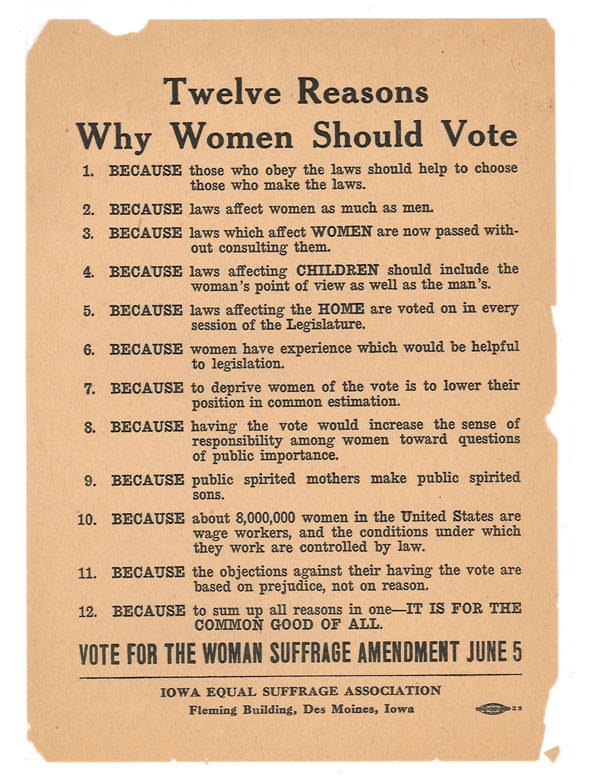 Twelve Reasons
Why Women Should Vote
1. BECAUSE those who obey the laws should help to choose
those who make the laws.
2. BECAUSE laws affect women as much as men.
3. BECAUSE laws which affect WOMEN are now passed with-
out consulting them.
4. BECAUSE laws affecting CHILDREN should include the
woman's point of view as well as the man's.
5. BECAUSE laws affecting the HOME are voted on in every
session of the Legislature.
6. BECAUSE women have experience which would be helpful
to legislation.
7. BECAUSE to deprive women of the vote is to lower their
position in common estimation.
8. BECAUSE having the vote would increase the sense of
responsibility among women toward questions
of public importance.
9. BECAUSE public spirited mothers make public spirited
sons.
10. BECAUSE about 8,000,000 women in the United States are
wage workers, and the conditions under which
they work are controlled by law.
11. BECAUSE the objections against their having the vote are
based on prejudice, not on reason.
12. BECAUSE to sum up all reasons in one—IT IS FOR THE
COMMON GOOD OF ALL.
VOTE FOR THE WOMAN SUFFRAGE AMENDMENT JUNE 5
IOWA EQUAL SUFFRAGE ASSOCIATION
Fleming Building, Des Moines, Iowa
25